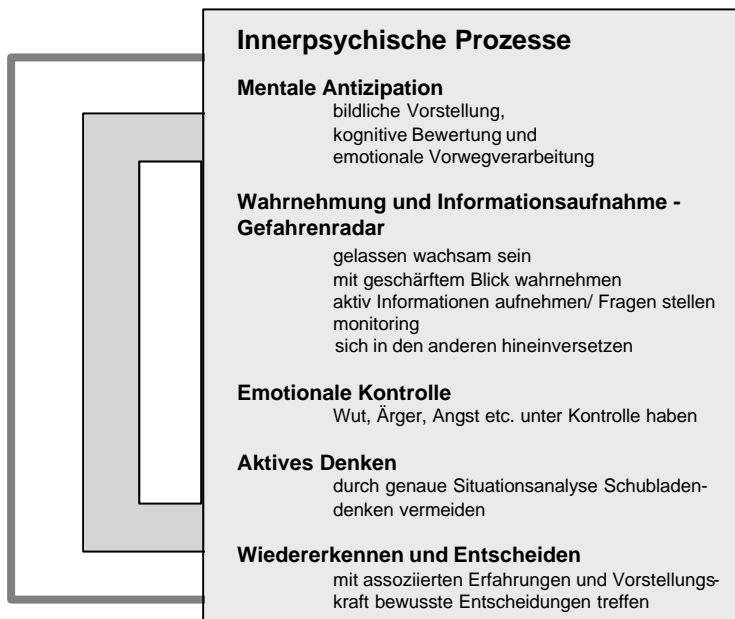 Innerpsychische Prozesse
Mentale Antizipation
bildliche Vorstellung,
kognitive Bewertung und
emotionale Vorwegverarbeitung
Wahrnehmung und Informationsaufnahme -
Gefahrenradar
gelassen wachsam sein
mit geschärftem Blick wahrnehmen
aktiv Informationen aufnehmen/ Fragen stellen
monitoring
sich in den anderen hineinversetzen
Emotionale Kontrolle
Wut, Ärger, Angst etc. unter Kontrolle haben
Aktives Denken
durch genaue Situationsanalyse Schubladen-
denken vermeiden
Wiedererkennen und Entscheiden
mit assoziierten Erfahrungen und Vorstellungs-
kraft bewusste Entscheidungen treffen